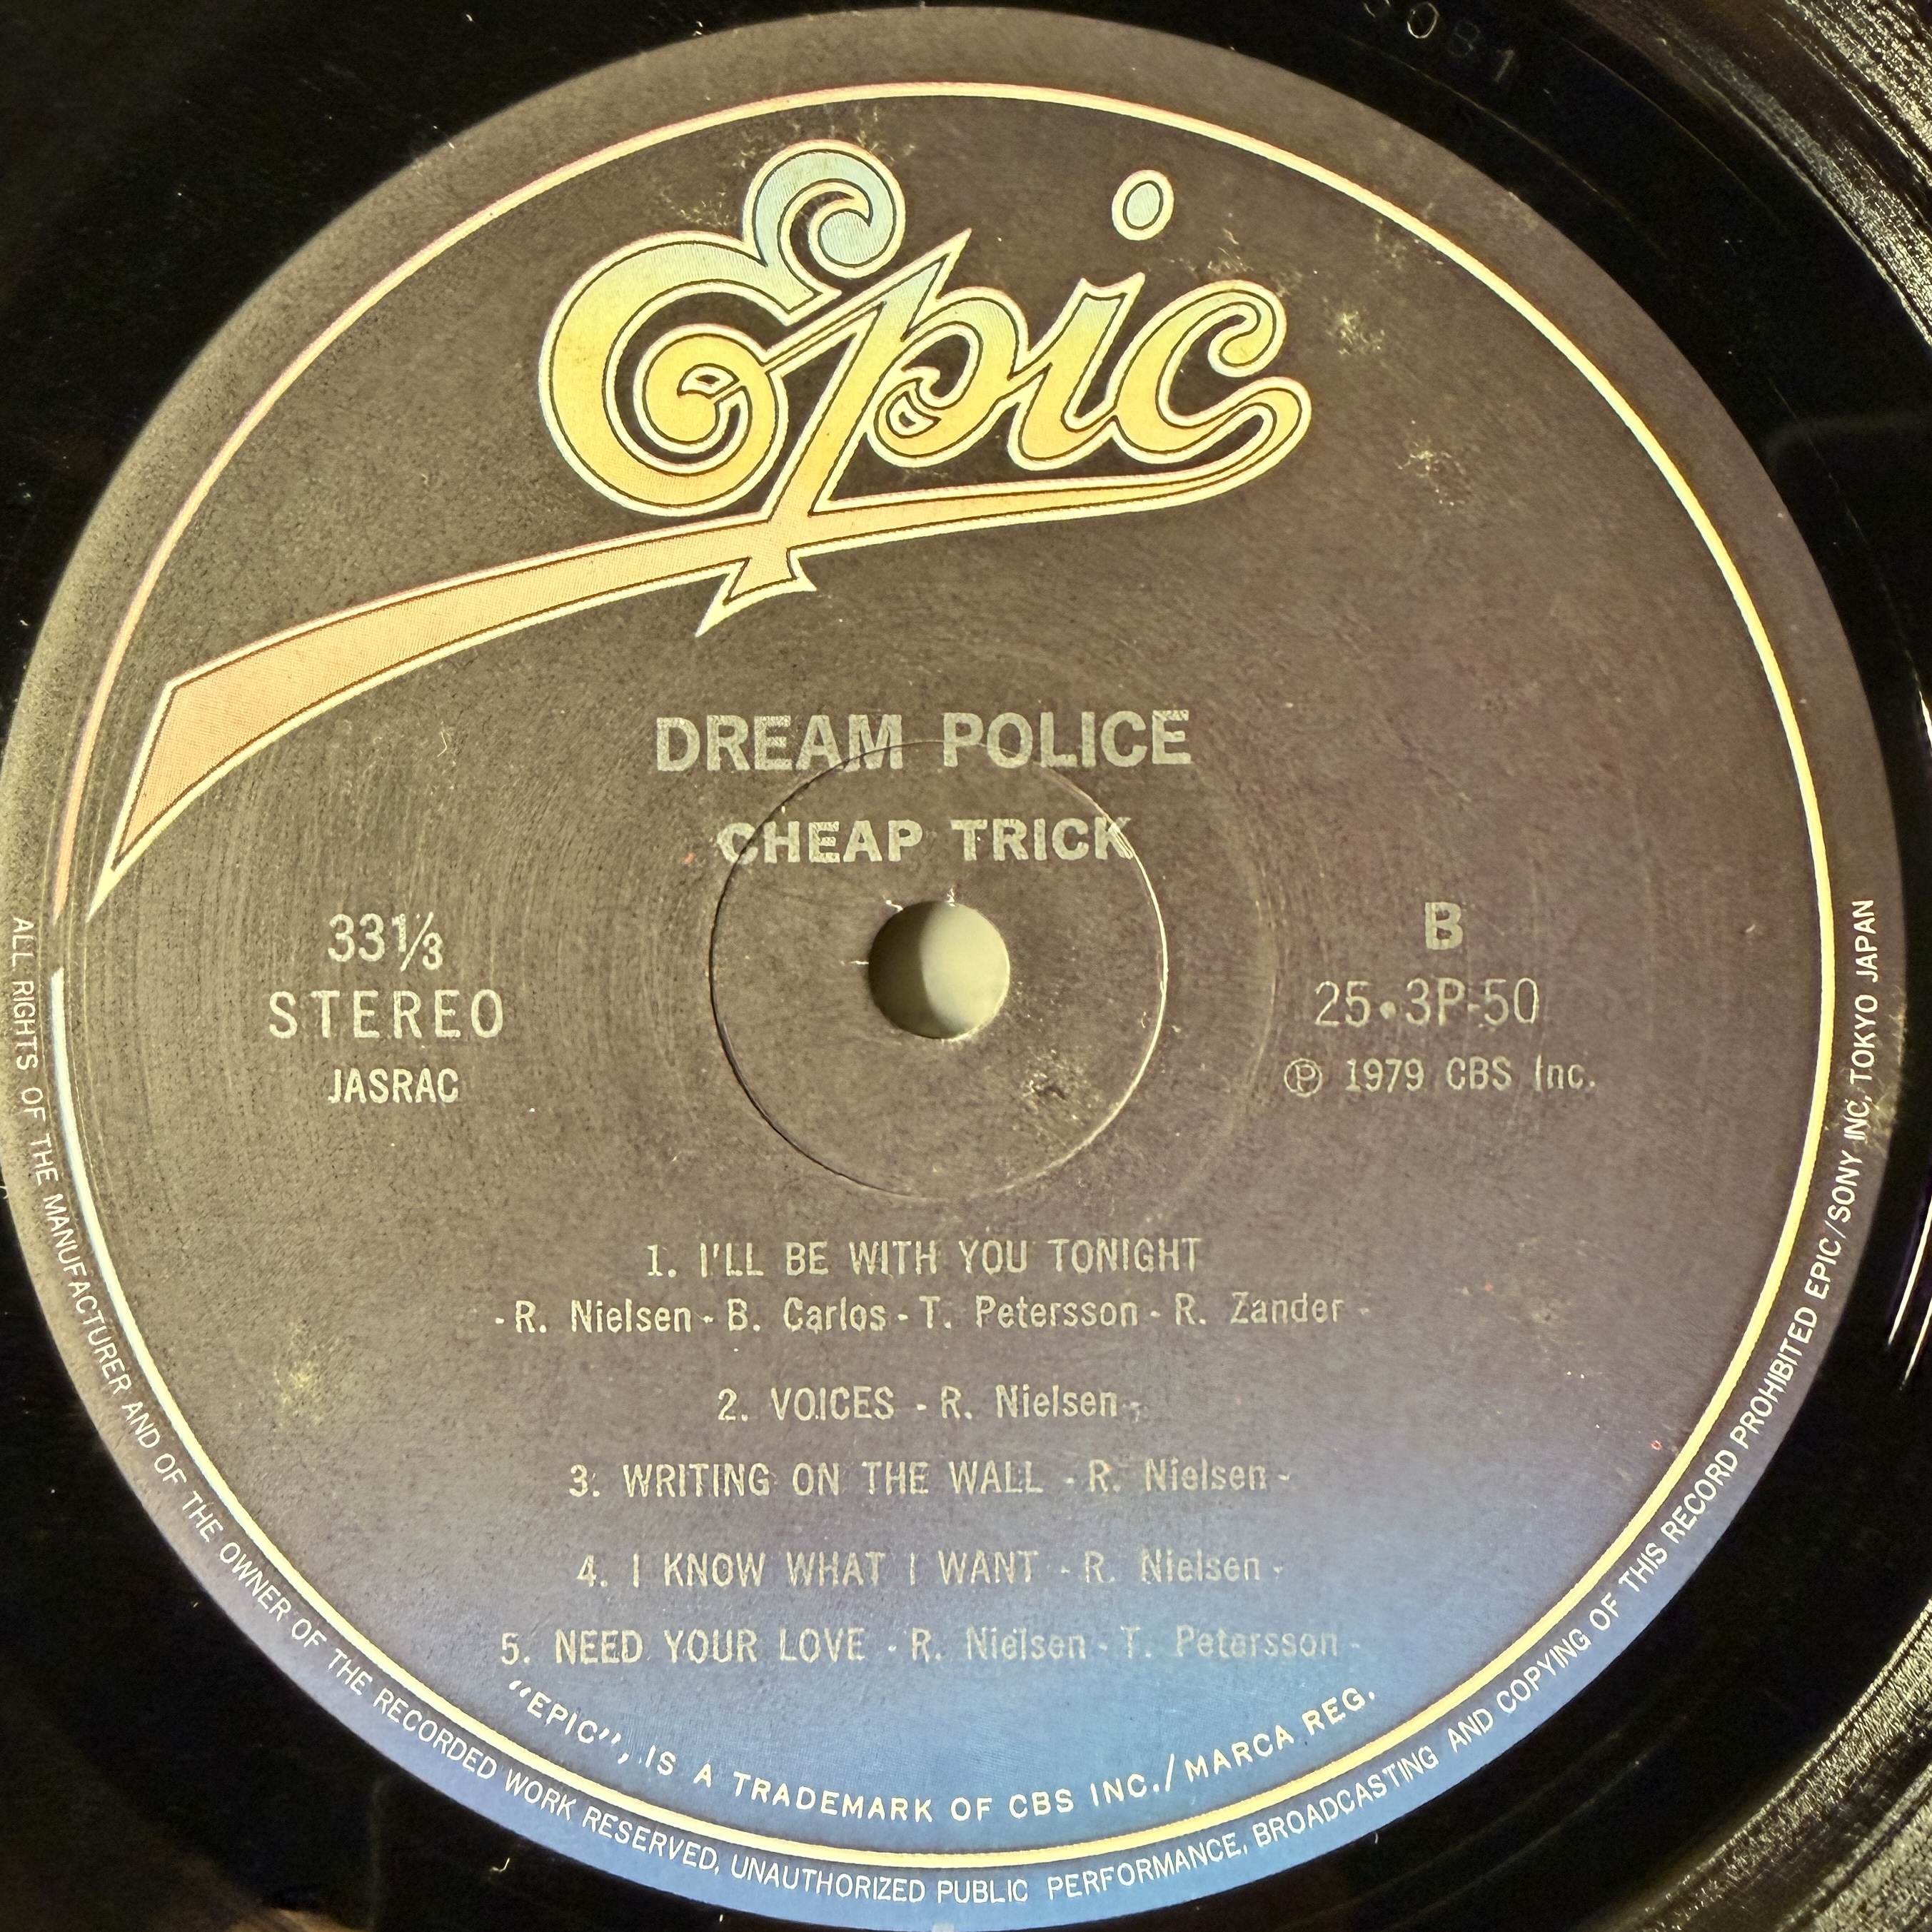 Epic
DREAM POLICE
CHEAP TRICK
33⅓
STEREO
JASRAC
B
25•3P-50
Ⓟ 1979 CBS Inc.
1. I'LL BE WITH YOU TONIGHT
- R. Nielsen - B. Carlos - T. Petersson - R. Zander -
2. VOICES - R. Nielsen -
3. WRITING ON THE WALL - R. Nielsen -
4. I KNOW WHAT I WANT - R. Nielsen -
5. NEED YOUR LOVE - R. Nielsen - T. Petersson -
"EPIC", IS A TRADEMARK OF CBS INC./MARCA REG.
ALL RIGHTS OF THE MANUFACTURER AND OF THE OWNER OF THE RECORDED WORK RESERVED, UNAUTHORIZED PUBLIC PERFORMANCE, BROADCASTING AND COPYING OF THIS RECORD PROHIBITED EPIC/SONY INC. TOKYO JAPAN